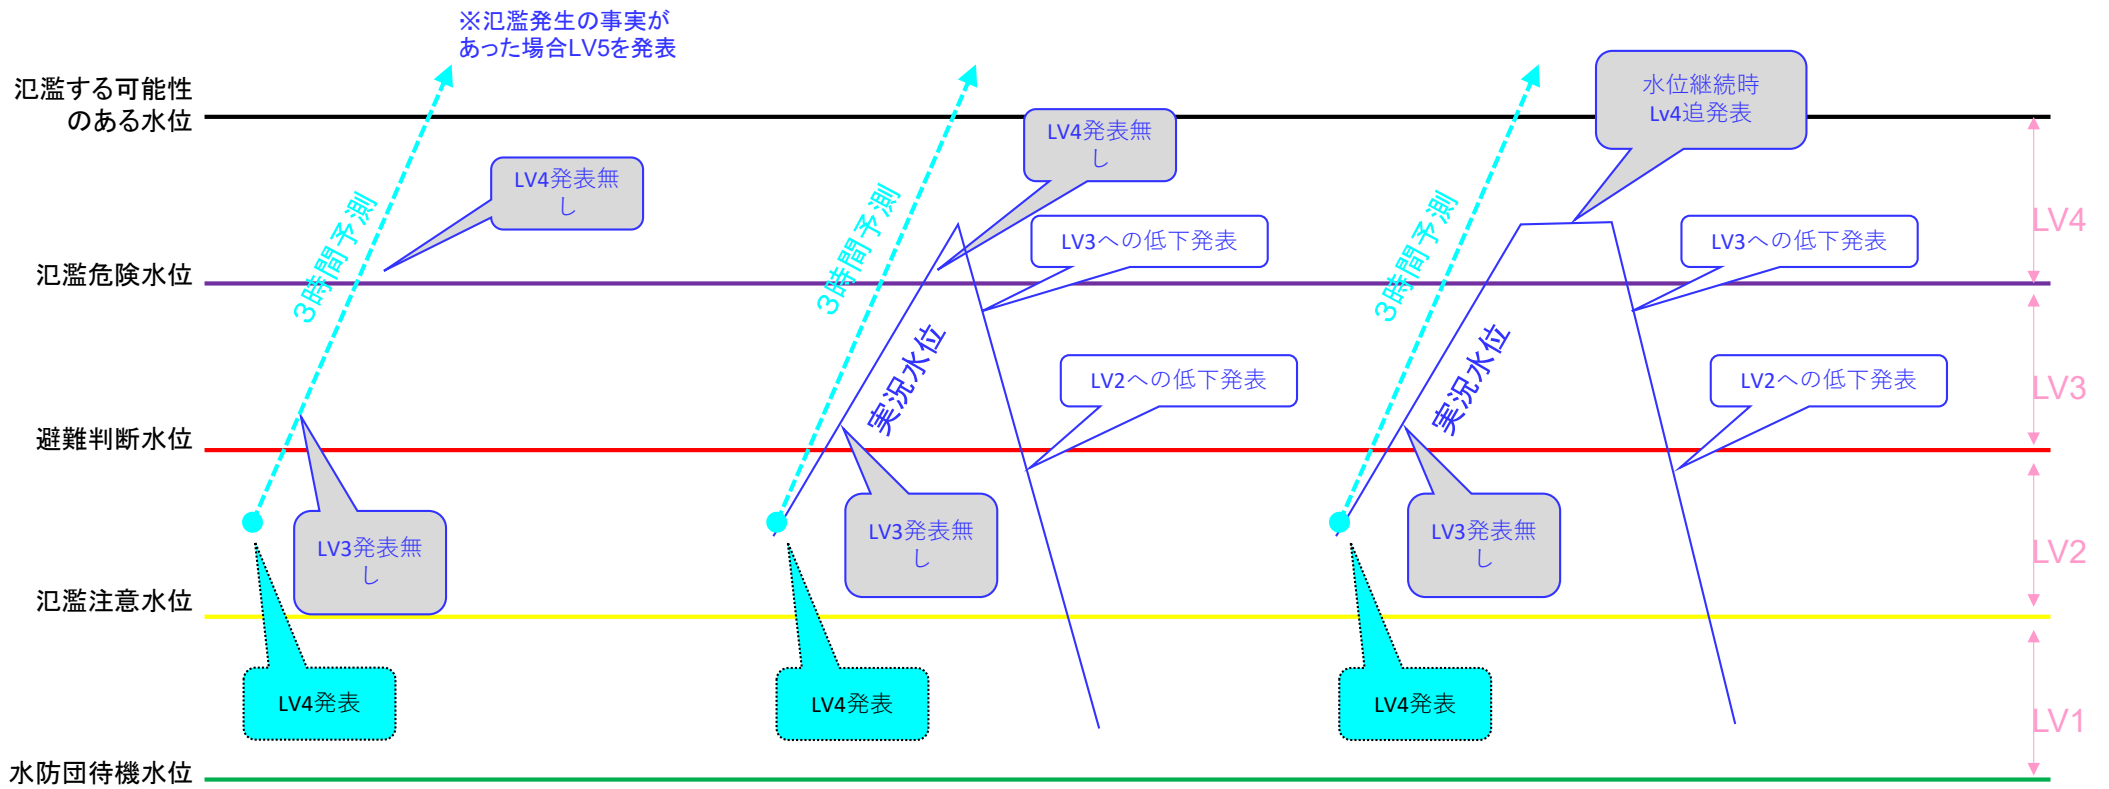 ※氾濫発生の事実が
あった場合LV5を発表
氾濫する可能性
のある水位
氾濫危険水位
避難判断水位
氾濫注意水位
水防団待機水位
3時間予測
LV4発表無
し
LV3発表無
し
LV4発表
3時間予測
実況水位
LV4発表無
し
LV3への低下発表
LV2への低下発表
LV3発表無
し
LV4発表
3時間予測
実況水位
水位継続時
Lv4追発表
LV3への低下発表
LV2への低下発表
LV3発表無
し
LV4発表
LV4
LV3
LV2
LV1